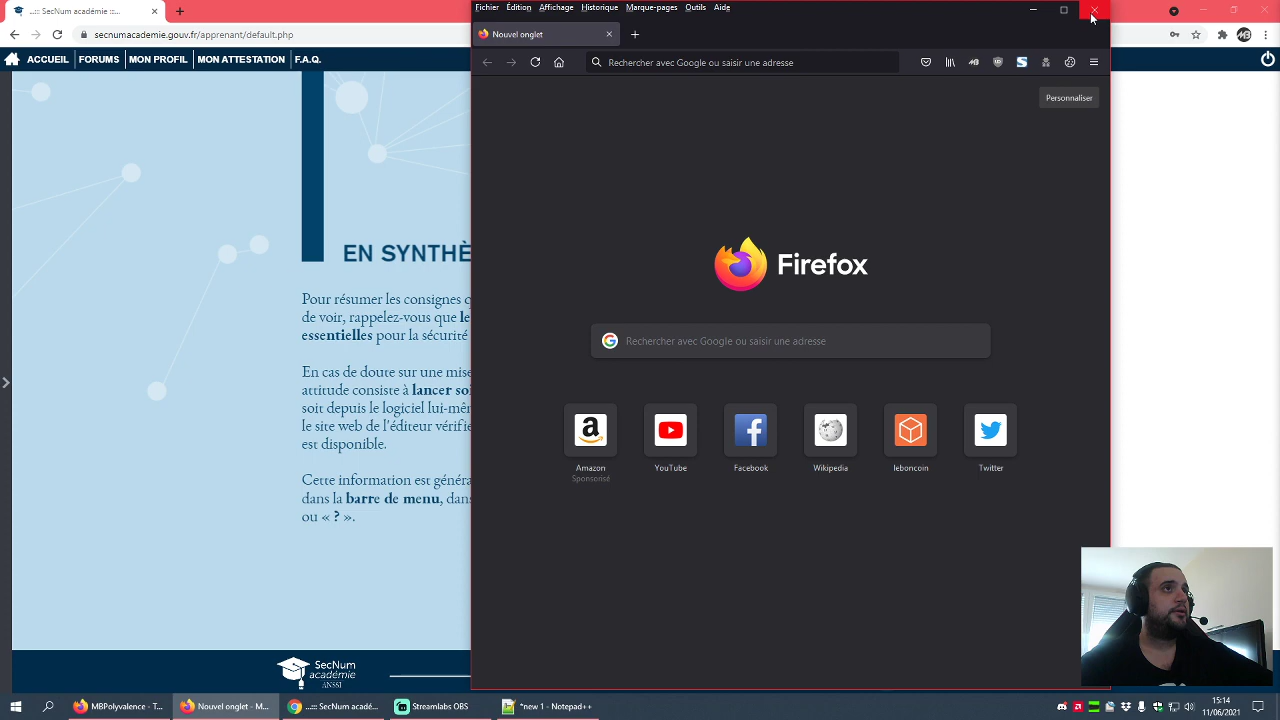 ...::: SecNum académie :::...
secnumacademie.gouv.fr/apprenant/default.php
ACCUEIL
FORUMS
MON PROFIL
MON ATTESTATION
F.A.Q.
EN SYNTHÈ
Pour résumer les consignes q
de voir, rappelez-vous que le
essentielles pour la sécurité
En cas de doute sur une mise
attitude consiste à lancer soi
soit depuis le logiciel lui-mêm
le site web de l'éditeur vérifie
est disponible.
Cette information est généra
dans la barre de menu, dans
ou « ? ».
SecNum
académie
ANSSI
Fichier Édition Affichage Historique Marque-pages Outils Aide
Nouvel onglet
Rechercher avec Google ou saisir une adresse
Personnaliser
Firefox
Rechercher avec Google ou saisir une adresse
Amazon
Sponsorisé
YouTube
Facebook
Wikipedia
leboncoin
Twitter
MBPolyvalence - T...
Nouvel onglet - M...
...::: SecNum acadé...
Streamlabs OBS
*new 1 - Notepad++
15:14
11/06/2021